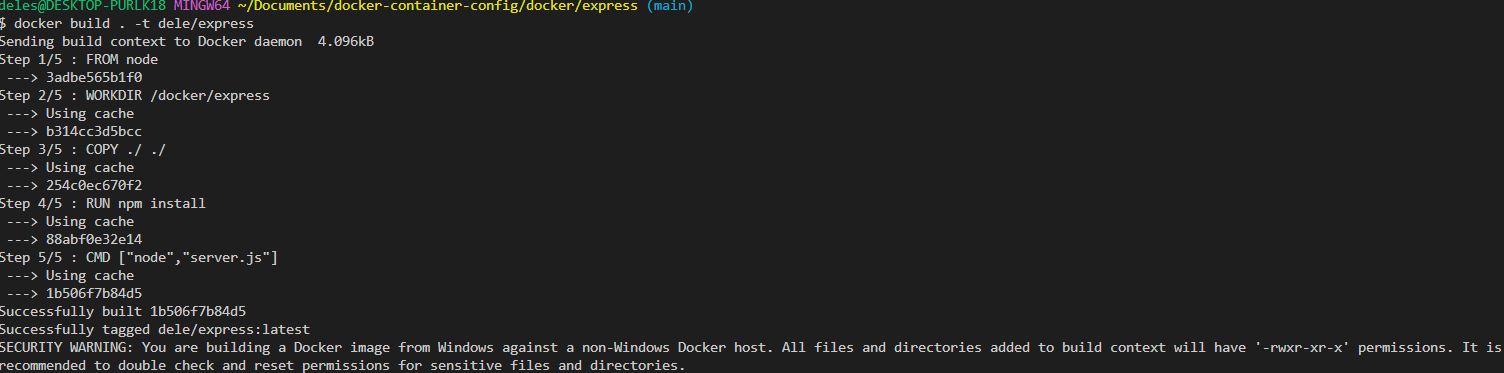 deles@DESKTOP-PURLK18 MINGW64 ~/Documents/docker-container-config/docker/express (main)
$ docker build . -t dele/express
Sending build context to Docker daemon  4.096kB
Step 1/5 : FROM node
 ---> 3adbe565b1f0
Step 2/5 : WORKDIR /docker/express
 ---> Using cache
 ---> b314cc3d5bcc
Step 3/5 : COPY ./ ./
 ---> Using cache
 ---> 254c0ec670f2
Step 4/5 : RUN npm install
 ---> Using cache
 ---> 88abf0e32e14
Step 5/5 : CMD ["node","server.js"]
 ---> Using cache
 ---> 1b506f7b84d5
Successfully built 1b506f7b84d5
Successfully tagged dele/express:latest
SECURITY WARNING: You are building a Docker image from Windows against a non-Windows Docker host. All files and directories added to build context will have '-rwxr-xr-x' permissions. It is
recommended to double check and reset permissions for sensitive files and directories.